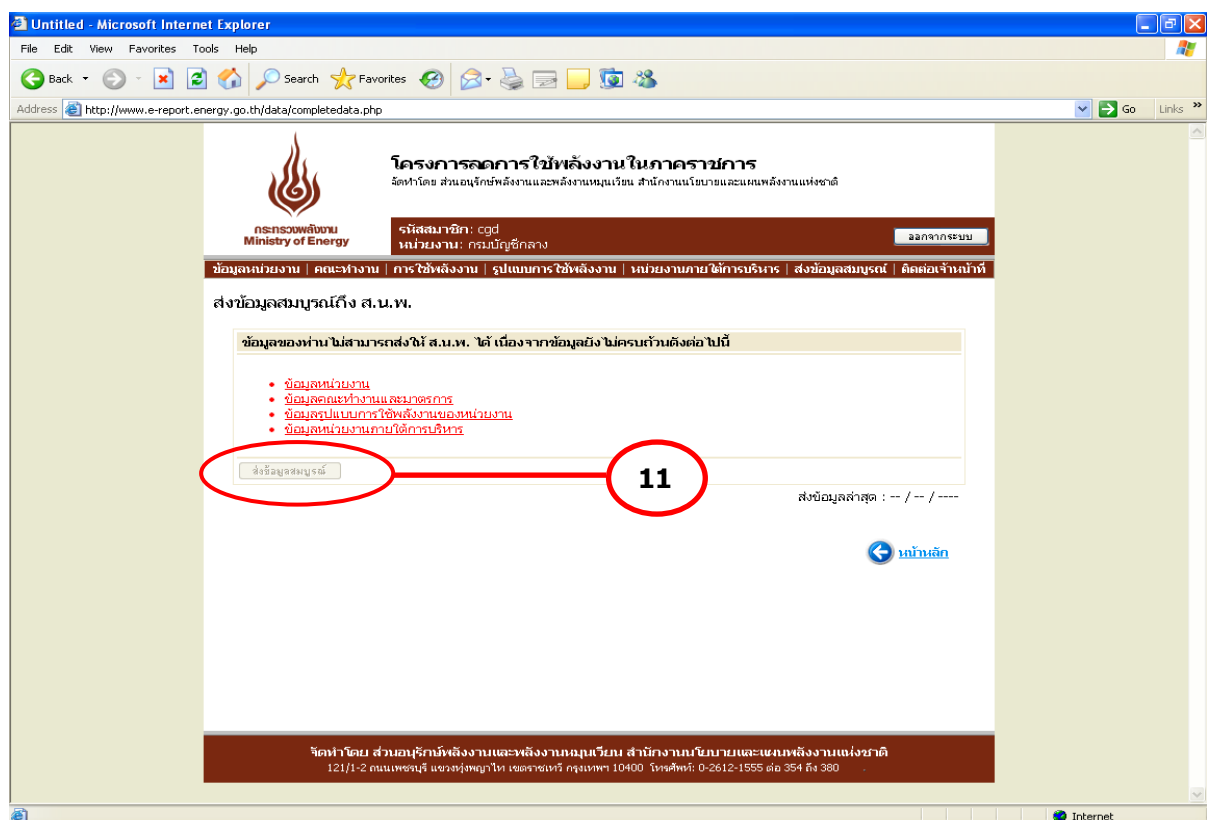 Untitled - Microsoft Internet Explorer
File Edit View Favorites Tools Help
Back Search Favorites
Address http://www.e-report.energy.go.th/data/completedata.php Go Links »
โครงการลดการใช้พลังงานในภาคราชการ
จัดทำโดย ส่วนอนุรักษ์พลังงานและพลังงานหมุนเวียน สำนักงานนโยบายและแผนพลังงานแห่งชาติ
กระทรวงพลังงาน
Ministry of Energy
รหัสสมาชิก: cgd
หน่วยงาน: กรมบัญชีกลาง
ออกจากระบบ
ข้อมูลหน่วยงาน | คณะทำงาน | การใช้พลังงาน | รูปแบบการใช้พลังงาน | หน่วยงานภายใต้การบริหาร | ส่งข้อมูลสมบูรณ์ | ติดต่อเจ้าหน้าที่
ส่งข้อมูลสมบูรณ์ถึง ส.น.พ.
ข้อมูลของท่านไม่สามารถส่งให้ ส.น.พ. ได้ เนื่องจากข้อมูลยังไม่ครบถ้วนดังต่อไปนี้
• ข้อมูลหน่วยงาน
• ข้อมูลคณะทำงานและมาตรการ
• ข้อมูลรูปแบบการใช้พลังงานของหน่วยงาน
• ข้อมูลหน่วยงานภายใต้การบริหาร
ส่งข้อมูลสมบูรณ์
11
ส่งข้อมูลล่าสุด : -- / -- / ----
หน้าหลัก
จัดทำโดย ส่วนอนุรักษ์พลังงานและพลังงานหมุนเวียน สำนักงานนโยบายและแผนพลังงานแห่งชาติ
121/1-2 ถนนเพชรบุรี แขวงทุ่งพญาไท เขตราชเทวี กรุงเทพฯ 10400 โทรศัพท์: 0-2612-1555 ต่อ 354 ถึง 380
Internet